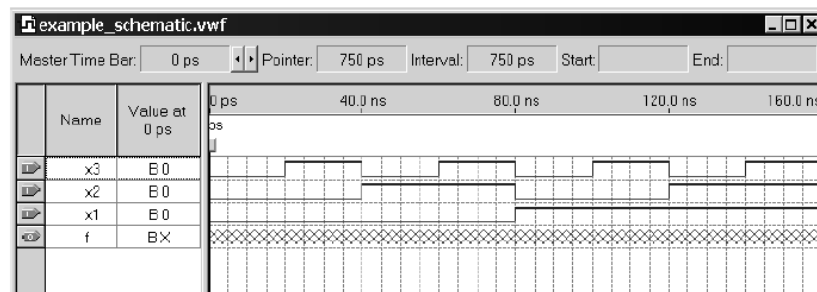 example_schematic.vwf
Master Time Bar: 0 ps Pointer: 750 ps Interval: 750 ps Start: End:
Name Value at 0 ps
0 ps 40.0 ns 80.0 ns 120.0 ns 160.0 ns
ps
x3 B 0
x2 B 0
x1 B 0
f B X